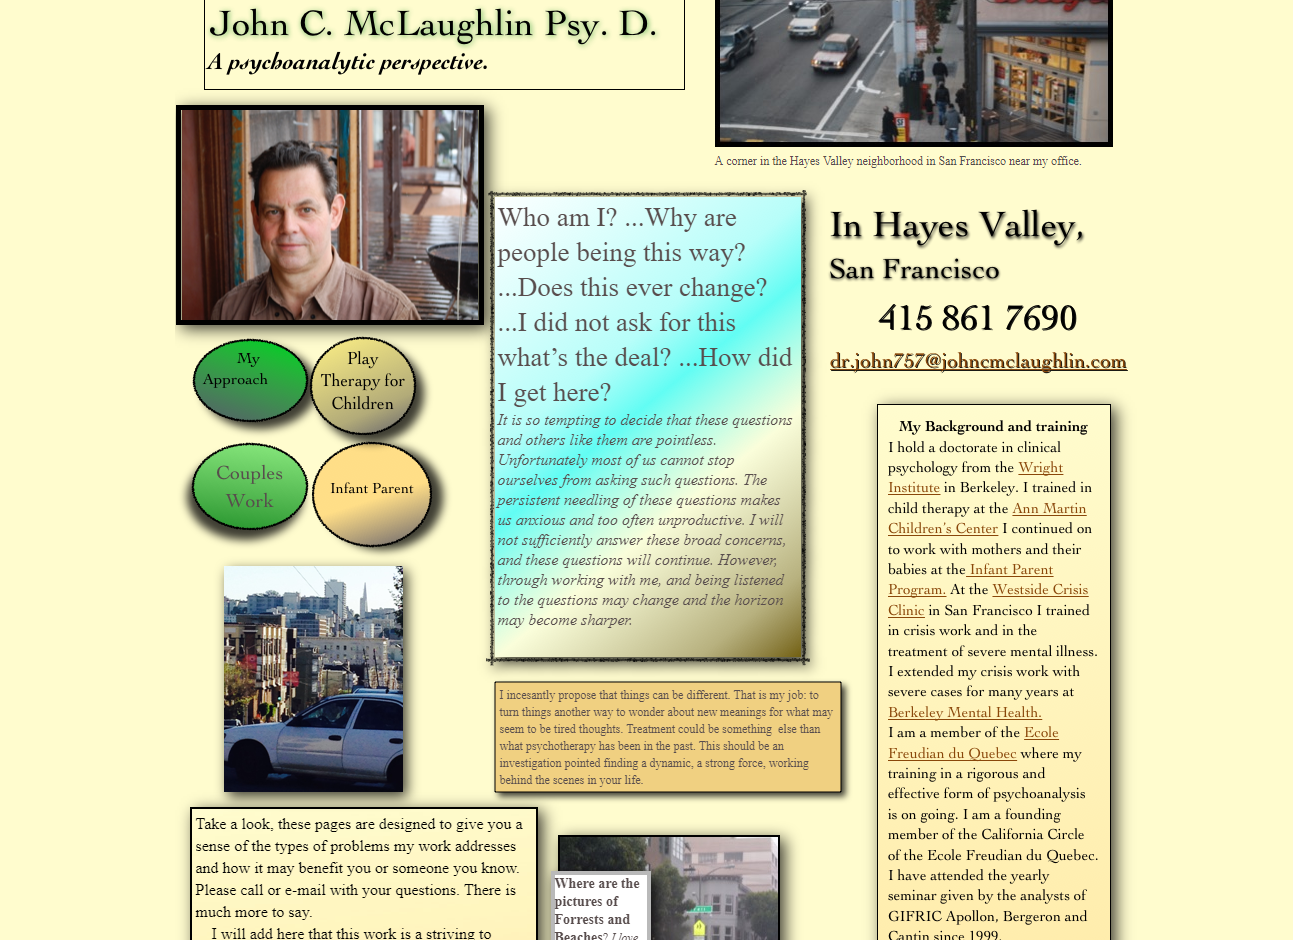 John C. McLaughlin Psy. D.
A psychoanalytic perspective.
A corner in the Hayes Valley neighborhood in San Francisco near my office.
Who am I? ...Why are
people being this way?
...Does this ever change?
...I did not ask for this
what’s the deal? ...How did
I get here?
It is so tempting to decide that these questions
and others like them are pointless.
Unfortunately most of us cannot stop
ourselves from asking such questions. The
persistent needling of these questions makes
us anxious and too often unproductive. I will
not sufficiently answer these broad concerns,
and these questions will continue. However,
through working with me, and being listened
to the questions may change and the horizon
may become sharper.
In Hayes Valley,
San Francisco
415 861 7690
dr.john757@johncmclaughlin.com
My
Approach
Play
Therapy for
Children
Couples
Work
Infant Parent
My Background and training
I hold a doctorate in clinical
psychology from the Wright
Institute in Berkeley. I trained in
child therapy at the Ann Martin
Children’s Center I continued on
to work with mothers and their
babies at the Infant Parent
Program. At the Westside Crisis
Clinic in San Francisco I trained
in crisis work and in the
treatment of severe mental illness.
I extended my crisis work with
severe cases for many years at
Berkeley Mental Health.
I am a member of the Ecole
Freudian du Quebec where my
training in a rigorous and
effective form of psychoanalysis
is on going. I am a founding
member of the California Circle
of the Ecole Freudian du Quebec.
I have attended the yearly
seminar given by the analysts of
GIFRIC Apollon, Bergeron and
Cantin since 1999.
I incesantly propose that things can be different. That is my job: to
turn things another way to wonder about new meanings for what may
seem to be tired thoughts. Treatment could be something  else than
what psychotherapy has been in the past. This should be an
investigation pointed finding a dynamic, a strong force, working
behind the scenes in your life.
Take a look, these pages are designed to give you a
sense of the types of problems my work addresses
and how it may benefit you or someone you know.
Please call or e-mail with your questions. There is
much more to say.
I will add here that this work is a striving to
Where are the
pictures of
Forrests and
Beaches? I love